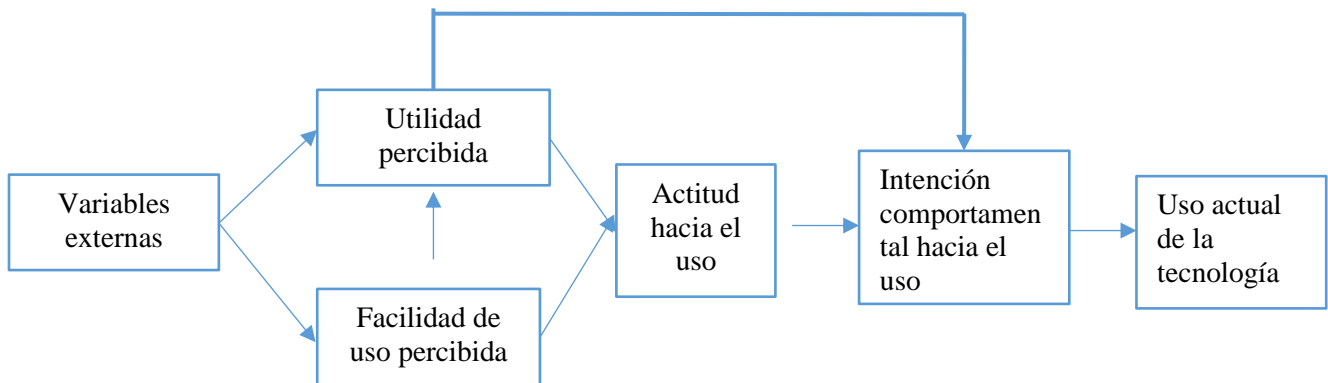 Variables
externas
Utilidad
percibida
Facilidad de
uso percibida
Actitud
hacia el
uso
Intención
comportamen
tal hacia el
uso
Uso actual
de la
tecnología